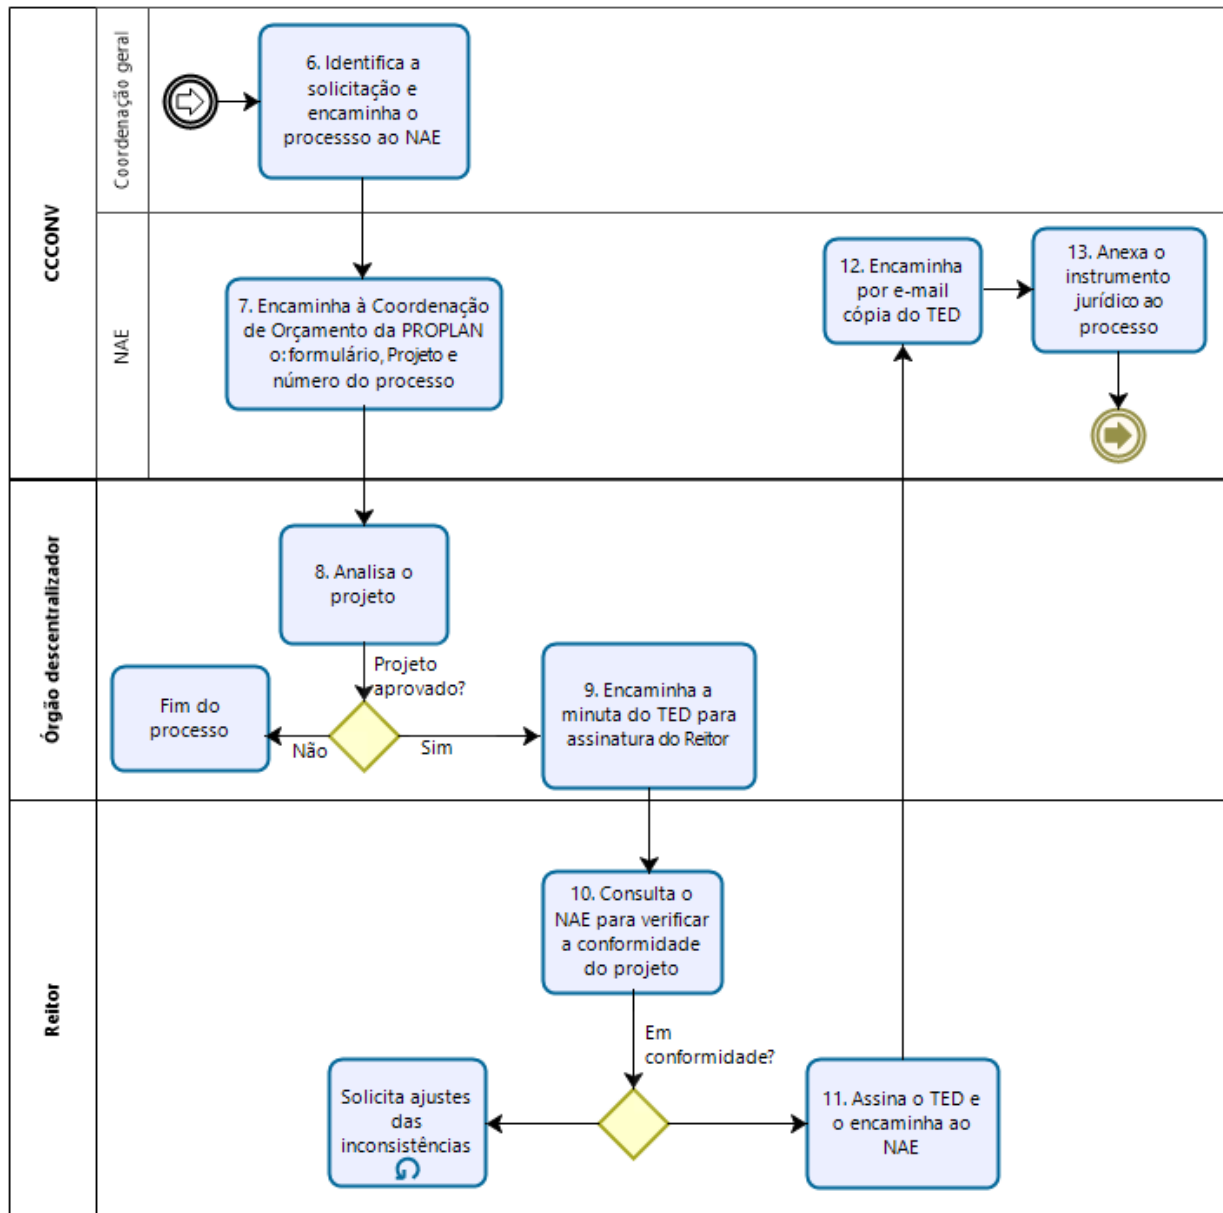 CCCONV
Coordenação geral
6. Identifica a
solicitação e
encaminha o
processso ao NAE
NAE
7. Encaminha à Coordenação
de Orçamento da PROPLAN
o: formulário, Projeto e
número do processo
12. Encaminha
por e-mail
cópia do TED
13. Anexa o
instrumento
jurídico ao
processo
Órgão descentralizador
8. Analisa o
projeto
Projeto
aprovado?
Fim do
processo
Não
Sim
9. Encaminha a
minuta do TED para
assinatura do Reitor
Reitor
10. Consulta o
NAE para verificar
a conformidade
do projeto
Em
conformidade?
Solicita ajustes
das
inconsistências
11. Assina o TED e
o encaminha ao
NAE